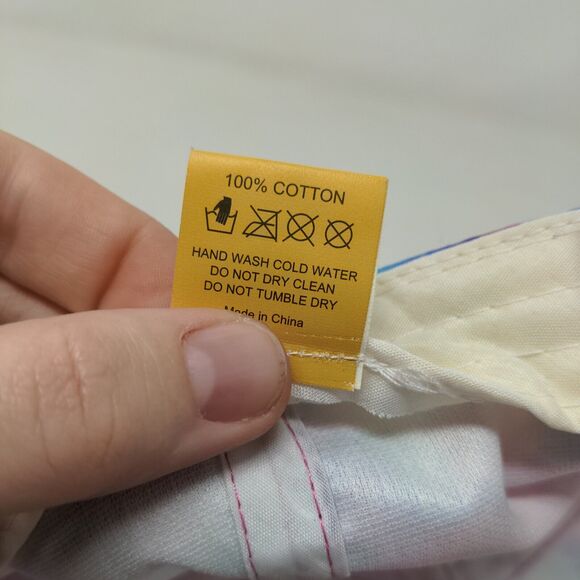 100% COTTON
HAND WASH COLD WATER
DO NOT DRY CLEAN
DO NOT TUMBLE DRY
Made in China